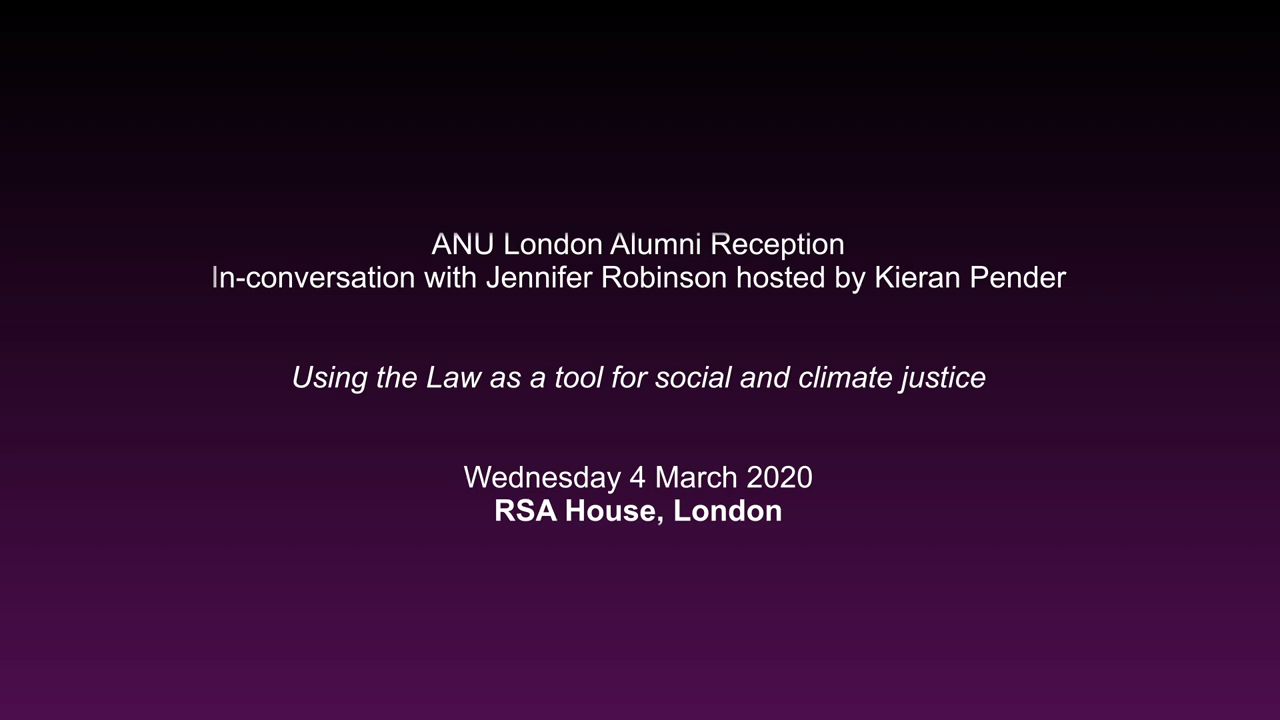 ANU London Alumni Reception
In-conversation with Jennifer Robinson hosted by Kieran Pender
Using the Law as a tool for social and climate justice
Wednesday 4 March 2020
RSA House, London